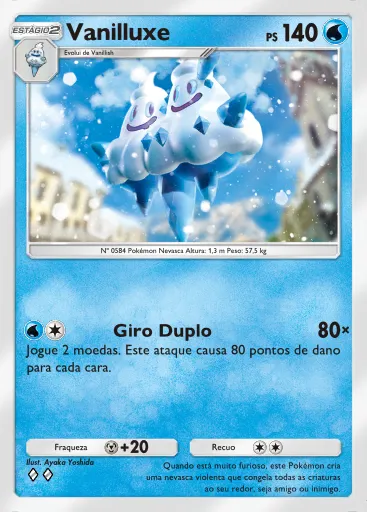 ESTÁGIO 2
Vanilluxe
PS 140
Evolui de Vanillish
Nº 0584 Pokémon Nevasca Altura: 1,3 m Peso: 57,5 kg
Giro Duplo 80×
Jogue 2 moedas. Este ataque causa 80 pontos de dano
para cada cara.
Fraqueza +20
Recuo
Ilust. Ayaka Yoshida
Quando está muito furioso, este Pokémon cria
uma nevasca violenta que congela todas as criaturas
ao seu redor, seja amigo ou inimigo.